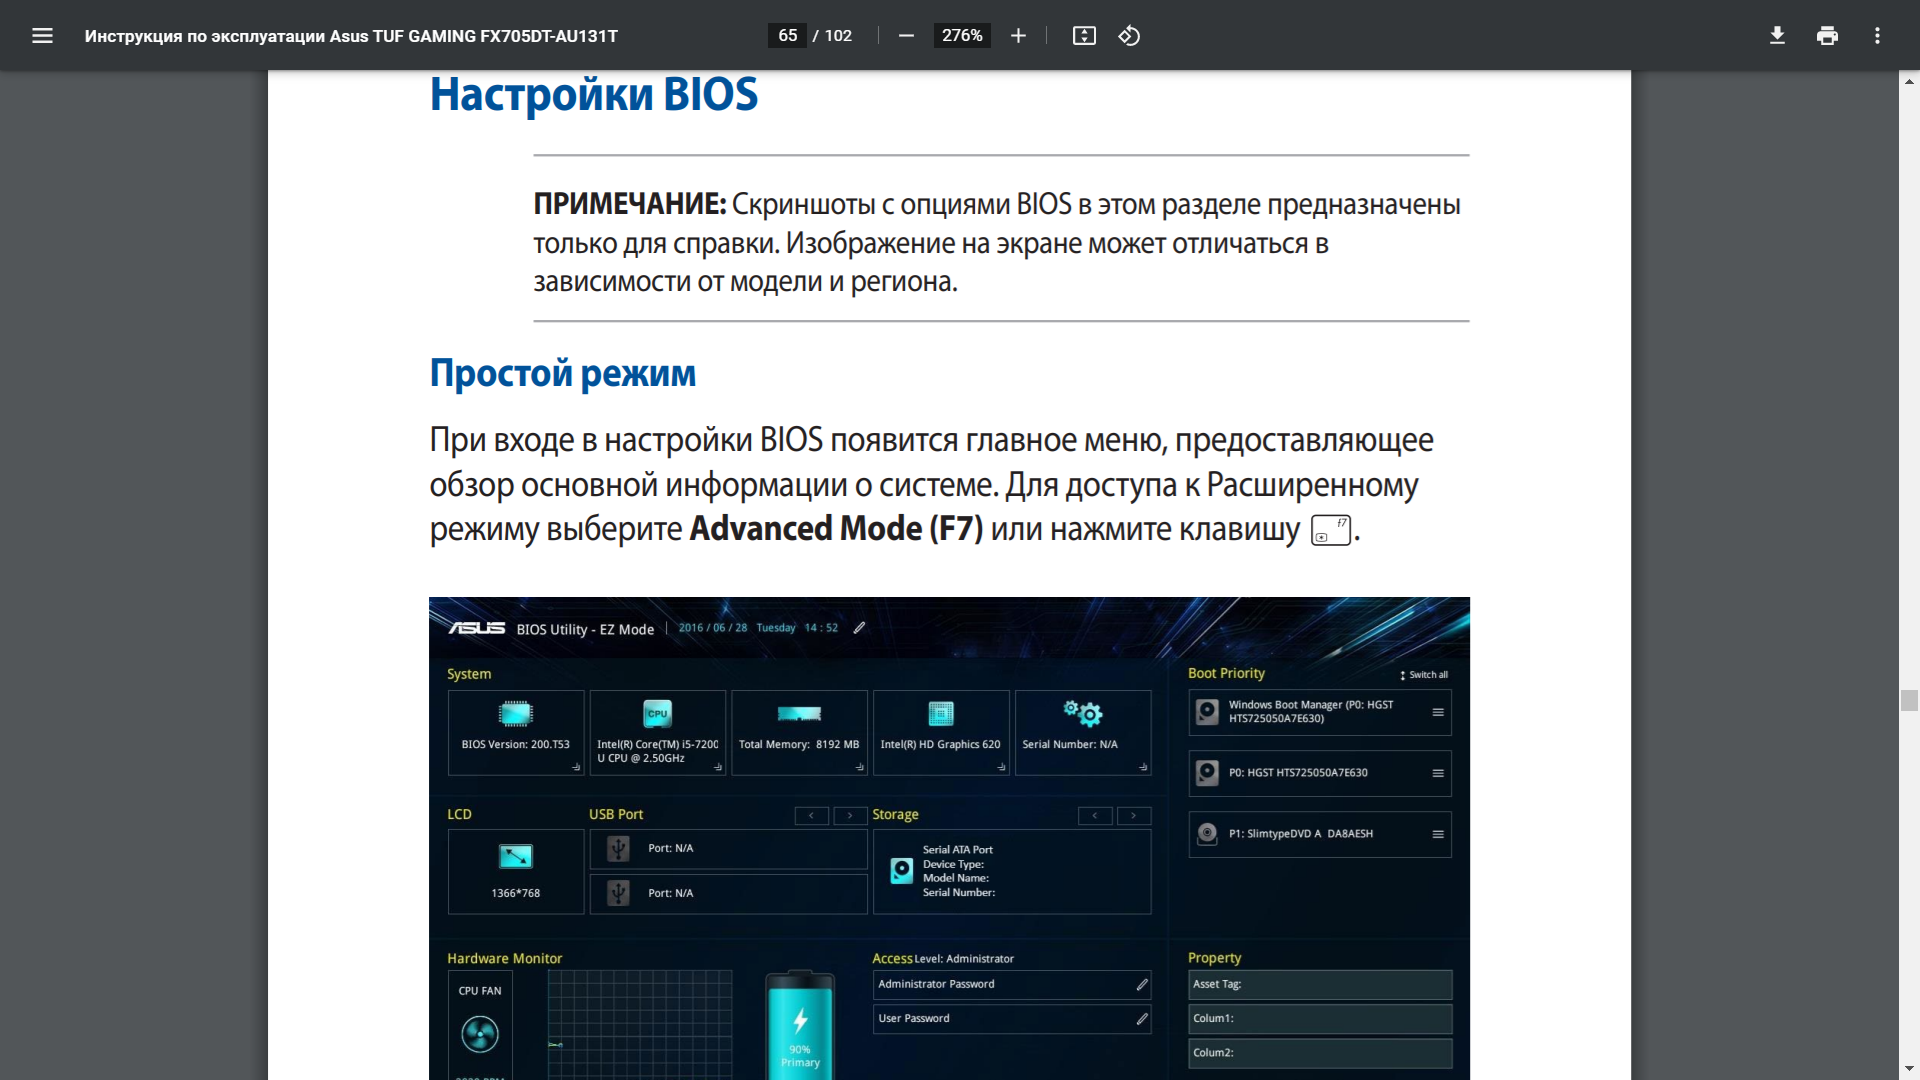 Инструкция по эксплуатации Asus TUF GAMING FX705DT-AU131T
65 / 102
276%
Настройки BIOS
ПРИМЕЧАНИЕ: Скриншоты с опциями BIOS в этом разделе предназначены
только для справки. Изображение на экране может отличаться в
зависимости от модели и региона.
Простой режим
При входе в настройки BIOS появится главное меню, предоставляющее
обзор основной информации о системе. Для доступа к Расширенному
режиму выберите Advanced Mode (F7) или нажмите клавишу f7.
ASUS BIOS Utility - EZ Mode 2016 / 06 / 28 Tuesday 14 : 52
System
BIOS Version: 200.T53
CPU
Intel(R) Core(TM) i5-7200
U CPU @ 2.50GHz
Total Memory: 8192 MB
Intel(R) HD Graphics 620
Serial Number: N/A
Boot Priority
Switch all
Windows Boot Manager (P0: HGST
HTS725050A7E630)
P0: HGST HTS725050A7E630
P1: SlimtypeDVD A DA8AESH
LCD
1366*768
USB Port
Port: N/A
Port: N/A
Storage
Serial ATA Port
Device Type:
Model Name:
Serial Number:
Hardware Monitor
CPU FAN
90%
Primary
Access Level: Administrator
Administrator Password
User Password
Property
Asset Tag:
Colum1:
Colum2: